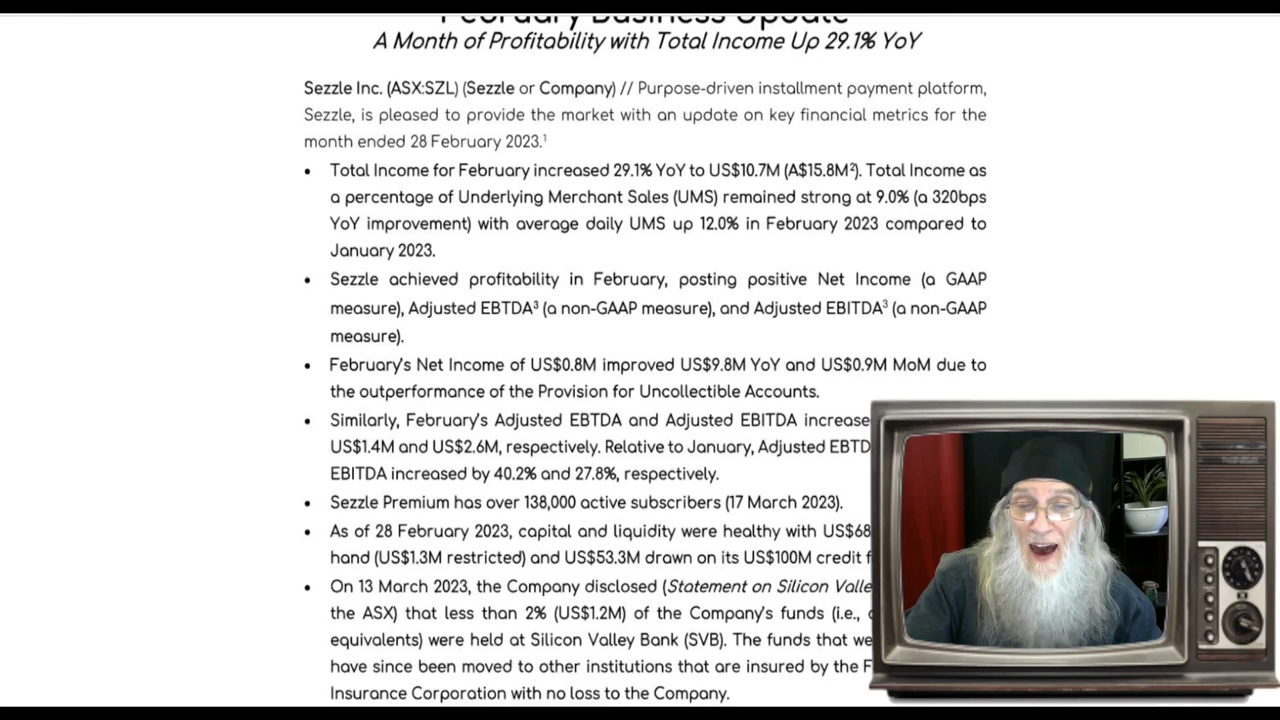 February Business Update
A Month of Profitability with Total Income Up 29.1% YoY
Sezzle Inc. (ASX:SZL) (Sezzle or Company) // Purpose-driven installment payment platform,
Sezzle, is pleased to provide the market with an update on key financial metrics for the
month ended 28 February 2023.¹
• Total Income for February increased 29.1% YoY to US$10.7M (A$15.8M²). Total Income as
a percentage of Underlying Merchant Sales (UMS) remained strong at 9.0% (a 320bps
YoY improvement) with average daily UMS up 12.0% in February 2023 compared to
January 2023.
• Sezzle achieved profitability in February, posting positive Net Income (a GAAP
measure), Adjusted EBTDA³ (a non-GAAP measure), and Adjusted EBITDA³ (a non-GAAP
measure).
• February's Net Income of US$0.8M improved US$9.8M YoY and US$0.9M MoM due to
the outperformance of the Provision for Uncollectible Accounts.
• Similarly, February's Adjusted EBTDA and Adjusted EBITDA increase
US$1.4M and US$2.6M, respectively. Relative to January, Adjusted EBTD
EBITDA increased by 40.2% and 27.8%, respectively.
• Sezzle Premium has over 138,000 active subscribers (17 March 2023).
• As of 28 February 2023, capital and liquidity were healthy with US$68
hand (US$1.3M restricted) and US$53.3M drawn on its US$100M credit f
• On 13 March 2023, the Company disclosed (Statement on Silicon Valle
the ASX) that less than 2% (US$1.2M) of the Company's funds (i.e.,
equivalents) were held at Silicon Valley Bank (SVB). The funds that we
have since been moved to other institutions that are insured by the F
Insurance Corporation with no loss to the Company.